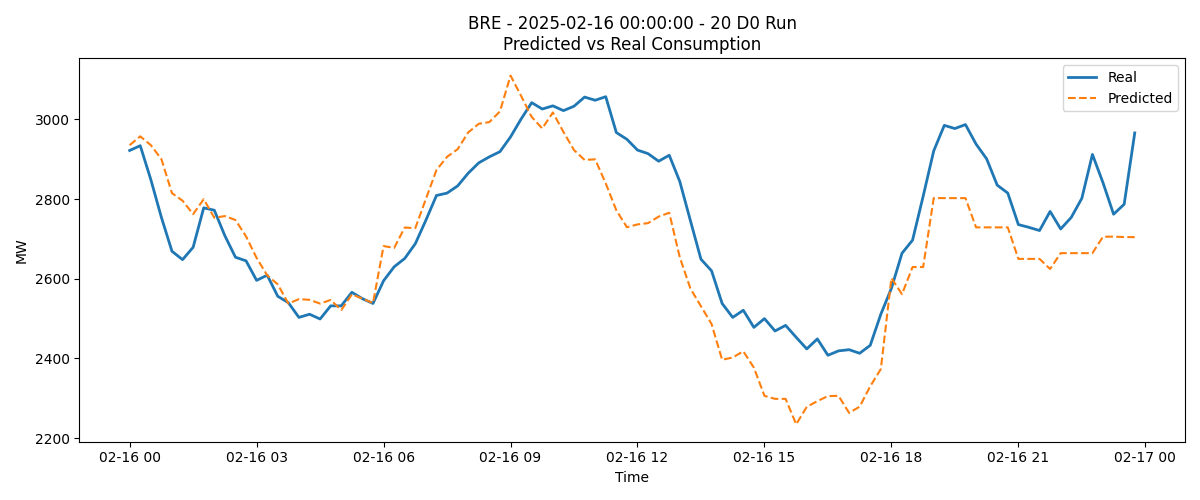 BRE - 2025-02-16 00:00:00 - 20 D0 Run
Predicted vs Real Consumption
Real
Predicted
MW
3000
2800
2600
2400
2200
02-16 00
02-16 03
02-16 06
02-16 09
02-16 12
02-16 15
02-16 18
02-16 21
02-17 00
Time